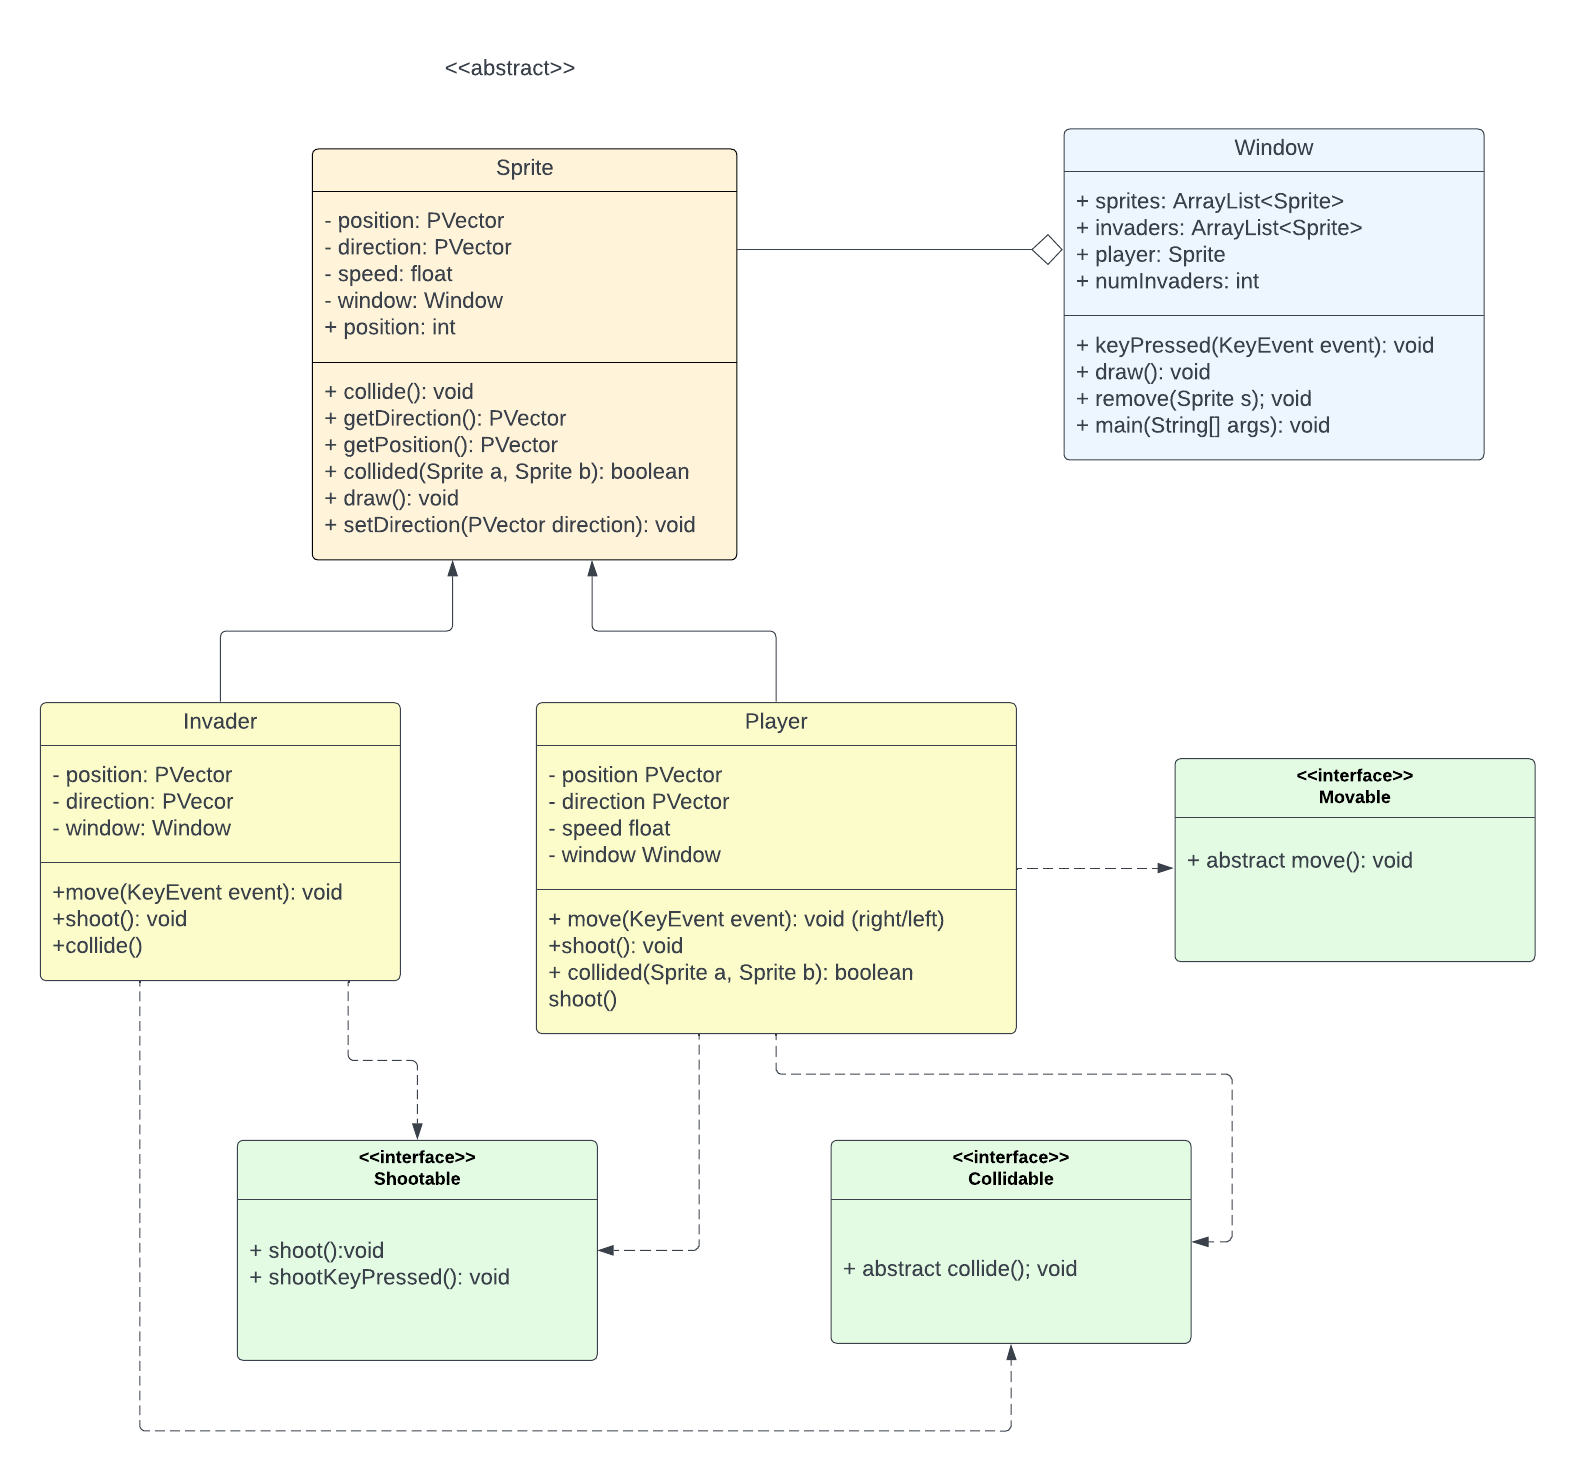 <<abstract>>
Sprite
- position: PVector
- direction: PVector
- speed: float
- window: Window
+ position: int
+ collide(): void
+ getDirection(): PVector
+ getPosition(): PVector
+ collided(Sprite a, Sprite b): boolean
+ draw(): void
+ setDirection(PVector direction): void
Window
+ sprites: ArrayList<Sprite>
+ invaders: ArrayList<Sprite>
+ player: Sprite
+ numInvaders: int
+ keyPressed(KeyEvent event): void
+ draw(): void
+ remove(Sprite s); void
+ main(String[] args): void
Invader
- position: PVector
- direction: PVecor
- window: Window
+move(KeyEvent event): void
+shoot(): void
+collide()
Player
- position PVector
- direction PVector
- speed float
- window Window
+ move(KeyEvent event): void (right/left)
+shoot(): void
+ collided(Sprite a, Sprite b): boolean
shoot()
<<interface>>
Movable
+ abstract move(): void
<<interface>>
Shootable
+ shoot():void
+ shootKeyPressed(): void
<<interface>>
Collidable
+ abstract collide(); void